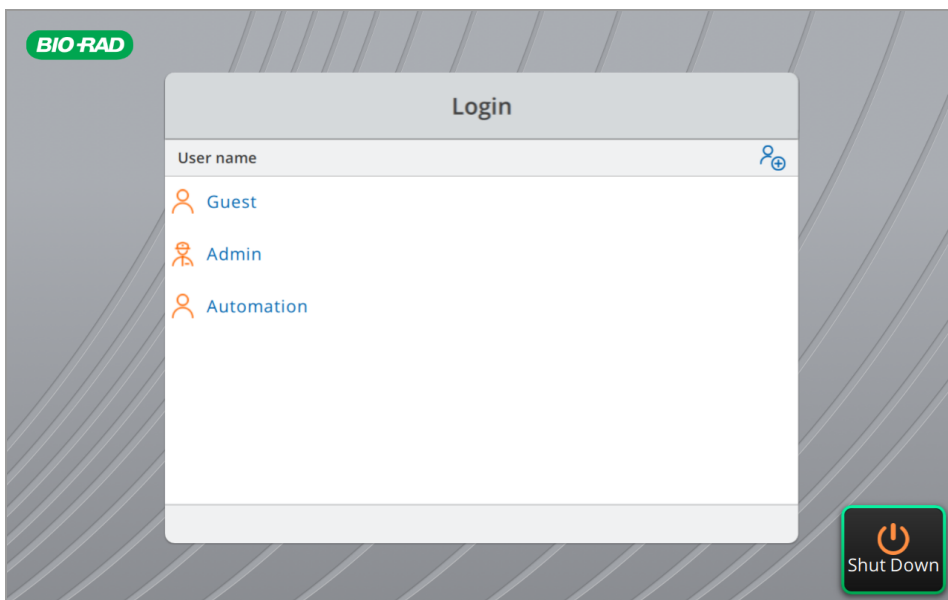 BIO-RAD
Login
User name
Guest
Admin
Automation
Shut Down